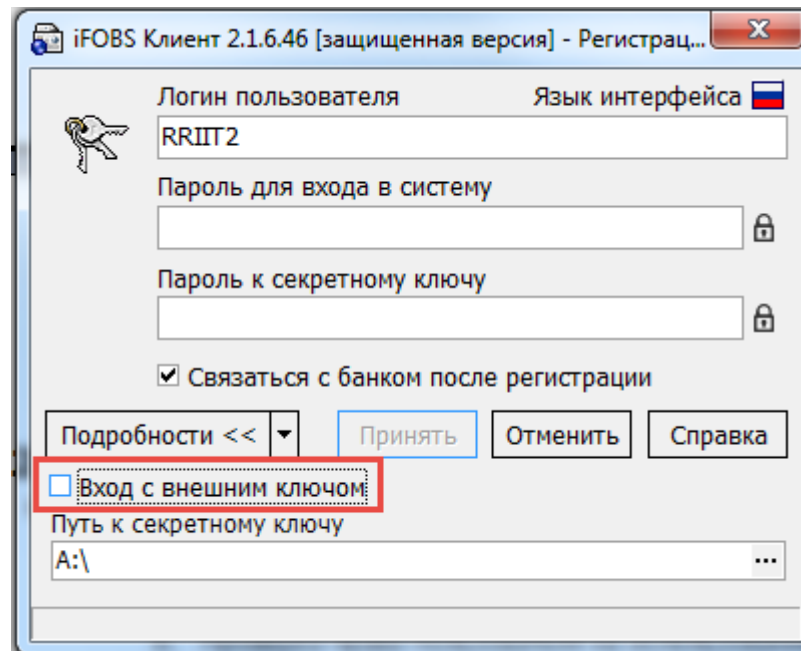 iFOBS Клиент 2.1.6.46 [защищенная версия] - Регистрац...
Логин пользователя Язык интерфейса
RRIIT2
Пароль для входа в систему
Пароль к секретному ключу
Связаться с банком после регистрации
Подробности << Принять Отменить Справка
Вход с внешним ключом
Путь к секретному ключу
A:\ ...